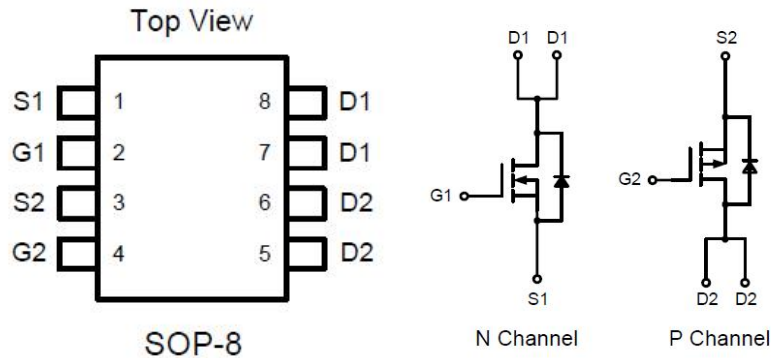 Top View
S1 1 8 D1
G1 2 7 D1
S2 3 6 D2
G2 4 5 D2
SOP-8
D1 D1
G1
S1
N Channel
S2
G2
D2 D2
P Channel